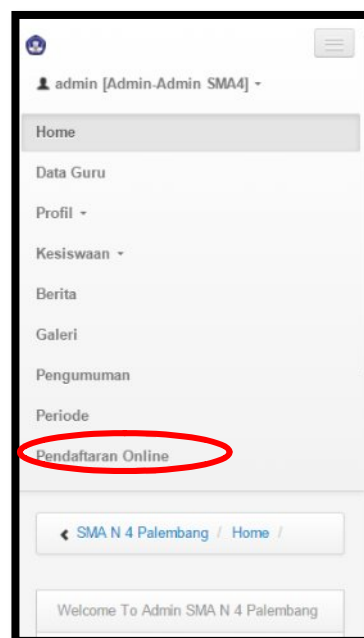 admin [Admin-Admin SMA4]
Home
Data Guru
Profil
Kesiswaan
Berita
Galeri
Pengumuman
Periode
Pendaftaran Online
SMA N 4 Palembang / Home /
Welcome To Admin SMA N 4 Palembang